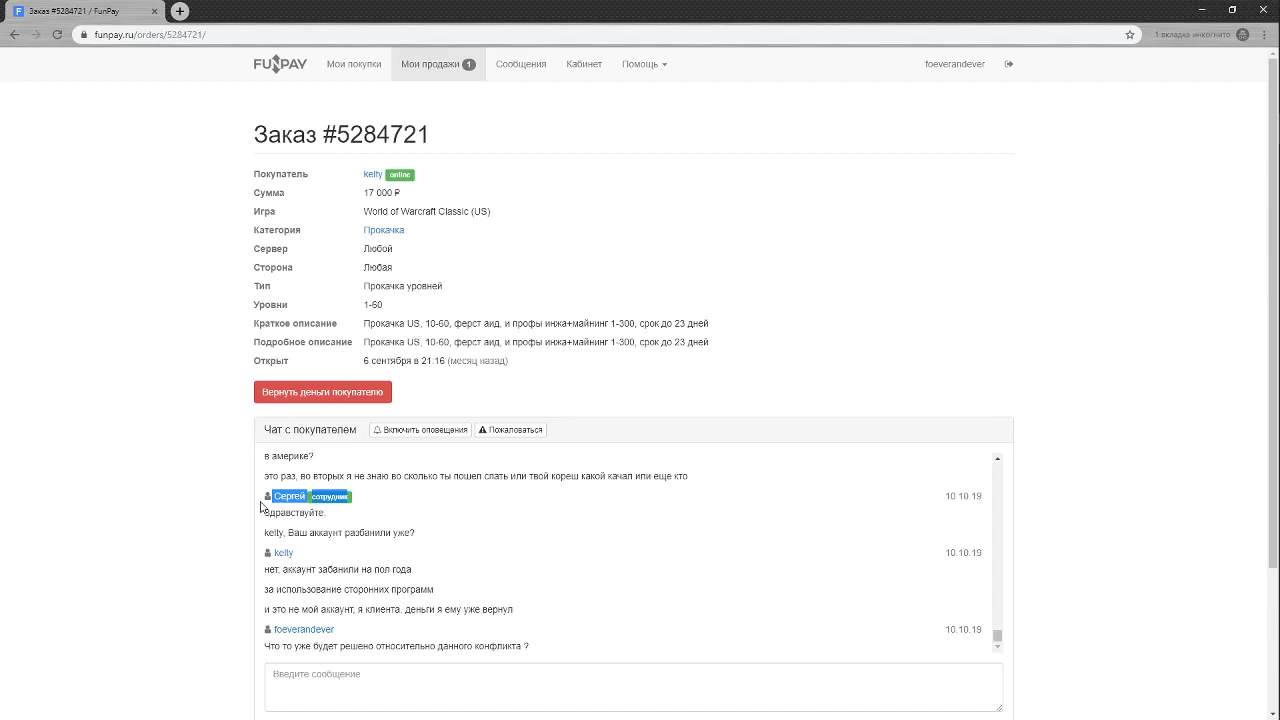 Заказ #5284721 / FunPay
funpay.ru/orders/5284721/
1 вкладка инкогнито
FUNPAY
Мои покупки
Мои продажи 1
Сообщения
Кабинет
Помощь
foeverandever
Заказ #5284721
Покупатель kelty online
Сумма 17 000 ₽
Игра World of Warcraft Classic (US)
Категория Прокачка
Сервер Любой
Сторона Любая
Тип Прокачка уровней
Уровни 1-60
Краткое описание Прокачка US, 10-60, ферст аид, и профы инжа+майнинг 1-300, срок до 23 дней
Подробное описание Прокачка US, 10-60, ферст аид, и профы инжа+майнинг 1-300, срок до 23 дней
Открыт 6 сентября в 21:16 (месяц назад)
Вернуть деньги покупателю
Чат с покупателем Включить оповещения Пожаловаться
в америке?
это раз, во вторых я не знаю во сколько ты пошел спать или твой кореш какой качал или еще кто
Сергей сотрудник 10.10.19
Здравствуйте.
kelty, Ваш аккаунт разбанили уже?
kelty 10.10.19
нет, аккаунт забанили на пол года
за использование сторонних программ
и это не мой аккаунт, я клиента. деньги я ему уже вернул
foeverandever 10.10.19
Что то уже будет решено относительно данного конфликта ?
Введите сообщение